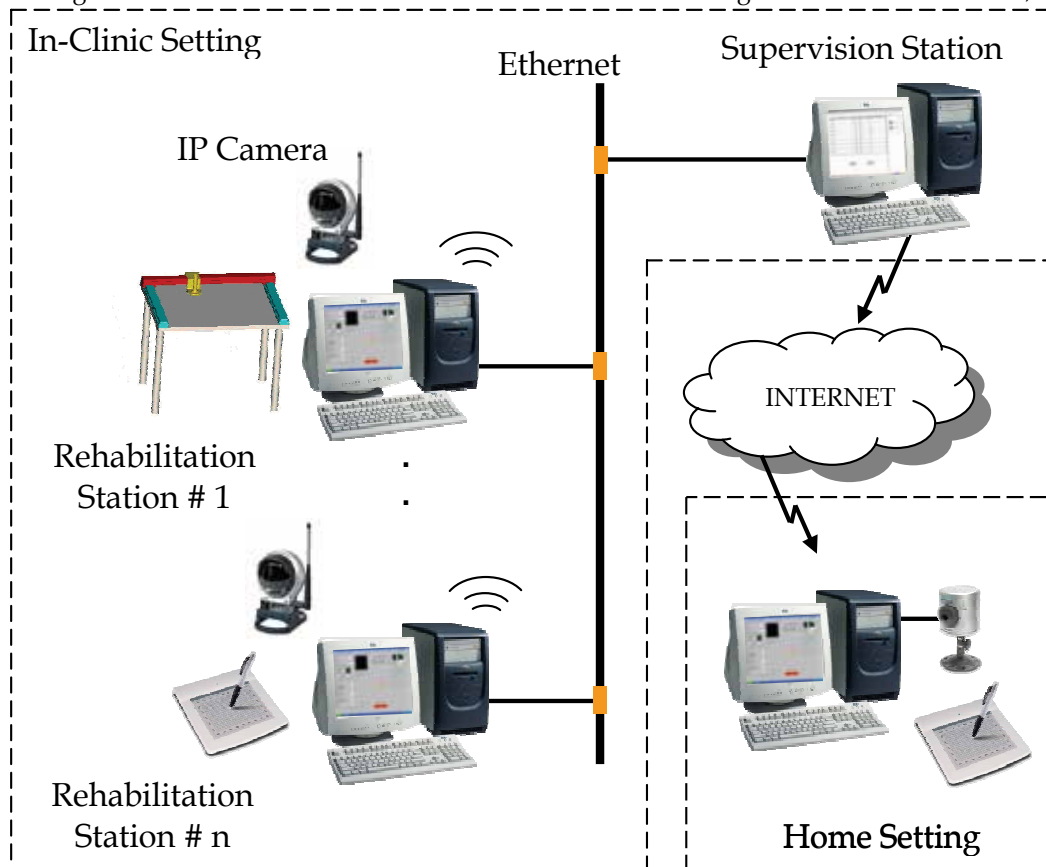 In-Clinic Setting
Ethernet
Supervision Station
IP Camera
INTERNET
Rehabilitation
Station # 1
.
.
Rehabilitation
Station # n
Home Setting